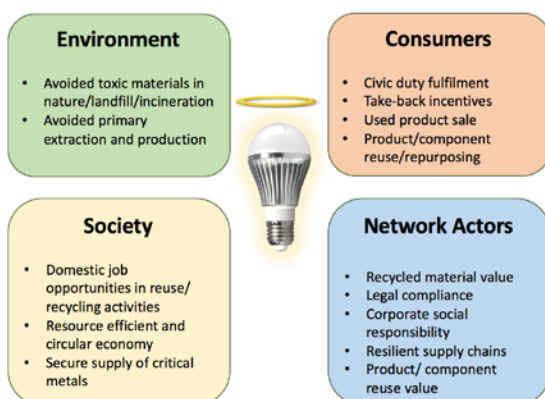 Environment
• Avoided toxic materials in
nature/landfill/incineration
• Avoided primary
extraction and production
Consumers
• Civic duty fulfilment
• Take-back incentives
• Used product sale
• Product/component
reuse/repurposing
Society
• Domestic job
opportunities in reuse/
recycling activities
• Resource efficient and
circular economy
• Secure supply of critical
metals
Network Actors
• Recycled material value
• Legal compliance
• Corporate social
responsibility
• Resilient supply chains
• Product/ component
reuse value